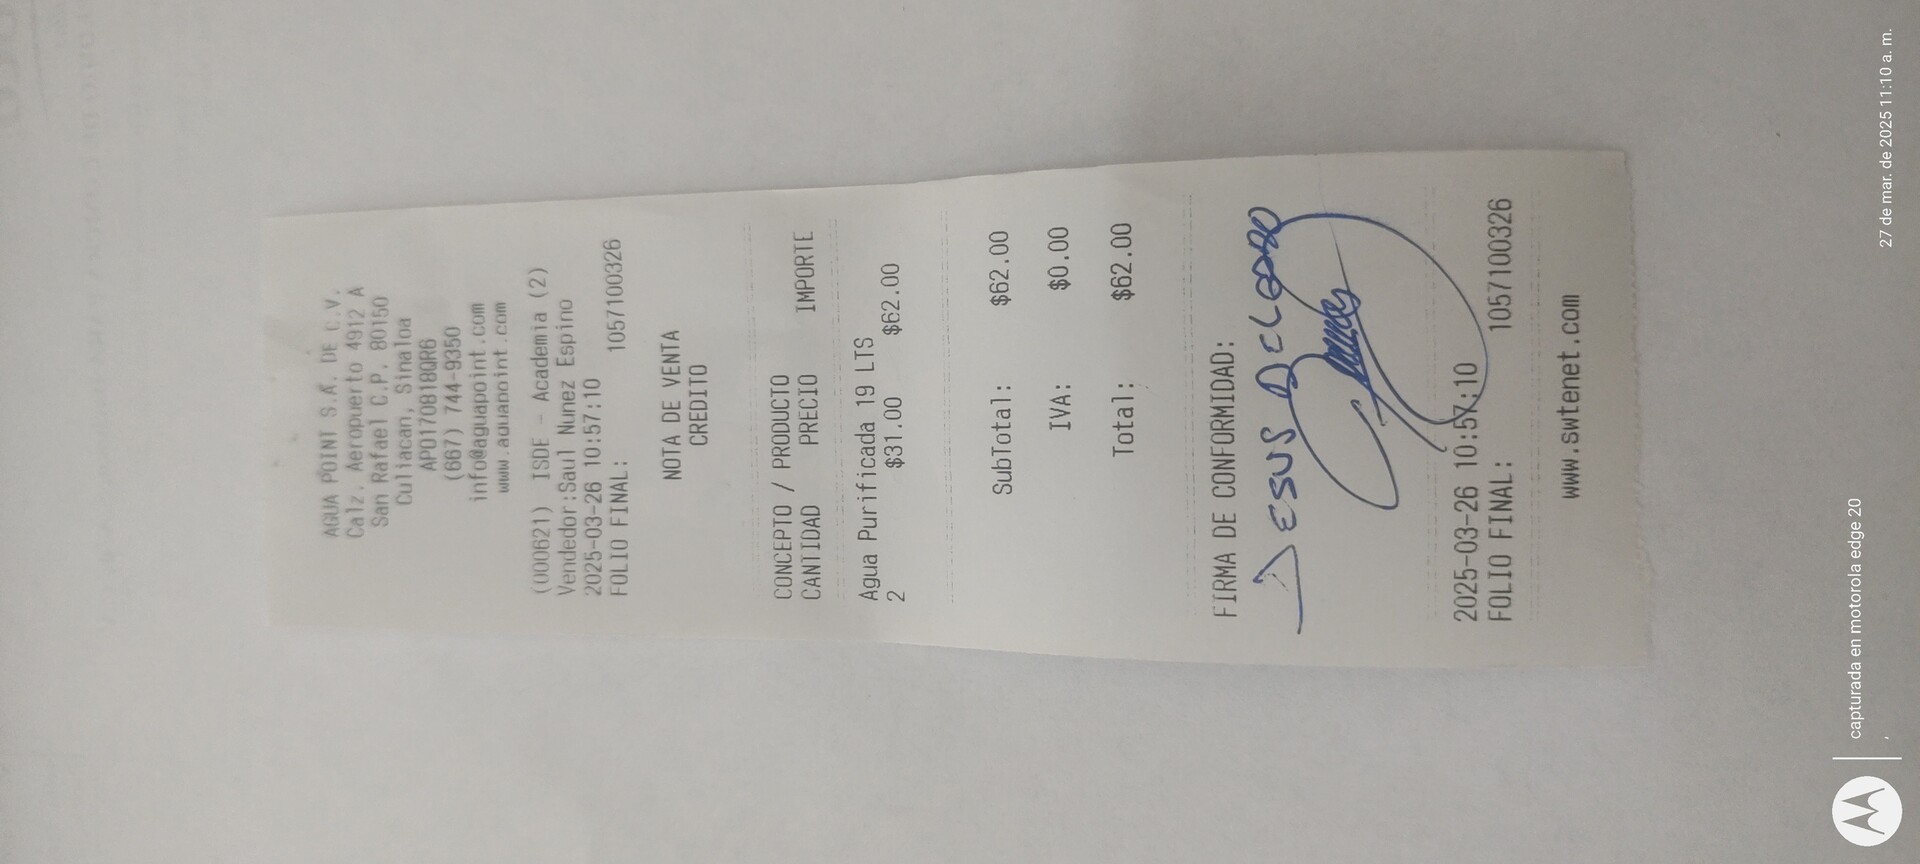 AGUA POINT S.A. DE C.V.
Calz. Aeropuerto 4912 A
San Rafael C.P. 80150
Culiacan, Sinaloa
APO170818QR6
(667) 744-9350
info@aguapoint.com
www.aguapoint.com
(000621) ISDE - Academia (2)
Vendedor:Saul Nunez Espino
2025-03-26 10:57:10
FOLIO FINAL: 1057100326
NOTA DE VENTA
CREDITO
CONCEPTO / PRODUCTO
CANTIDAD PRECIO IMPORTE
Agua Purificada 19 LTS
2 $31.00 $62.00
SubTotal: $62.00
IVA: $0.00
Total: $62.00
FIRMA DE CONFORMIDAD:
JESUS DELGADO
2025-03-26 10:57:10
FOLIO FINAL: 1057100326
www.swtenet.com
capturada en motorola edge 20
,
27 de mar. de 2025 11:10 a. m.